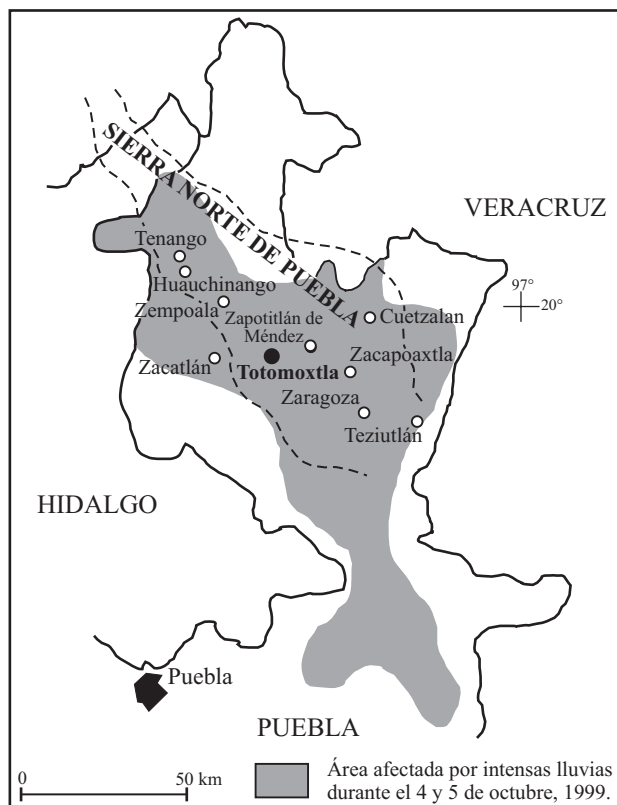 SIERRA NORTE DE PUEBLA
VERACRUZ
97°
20°
Tenango
Huauchinango
Zempoala
Zapotitlán de
Méndez
Cuetzalan
Zacapoaxtla
Zacatlán
Totomoxtla
Zaragoza
Teziutlán
HIDALGO
Puebla
PUEBLA
0
50 km
Área afectada por intensas lluvias
durante el 4 y 5 de octubre, 1999.